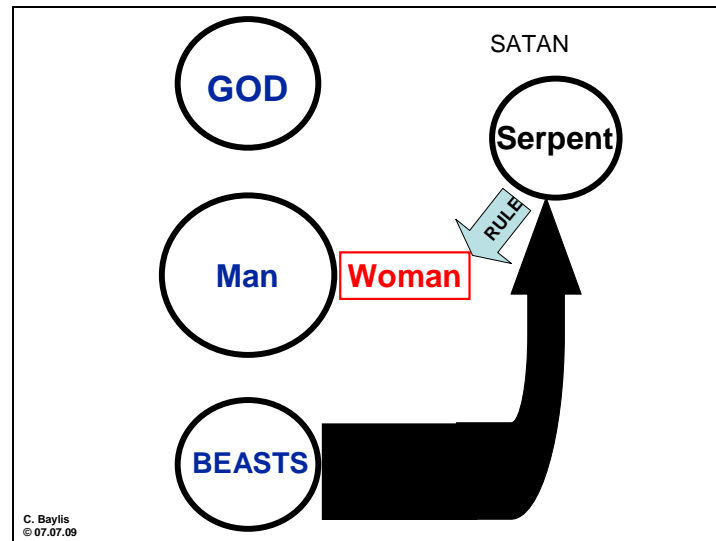 SATAN
GOD
Serpent
RULE
Man
Woman
BEASTS
C. Baylis
© 07.07.09